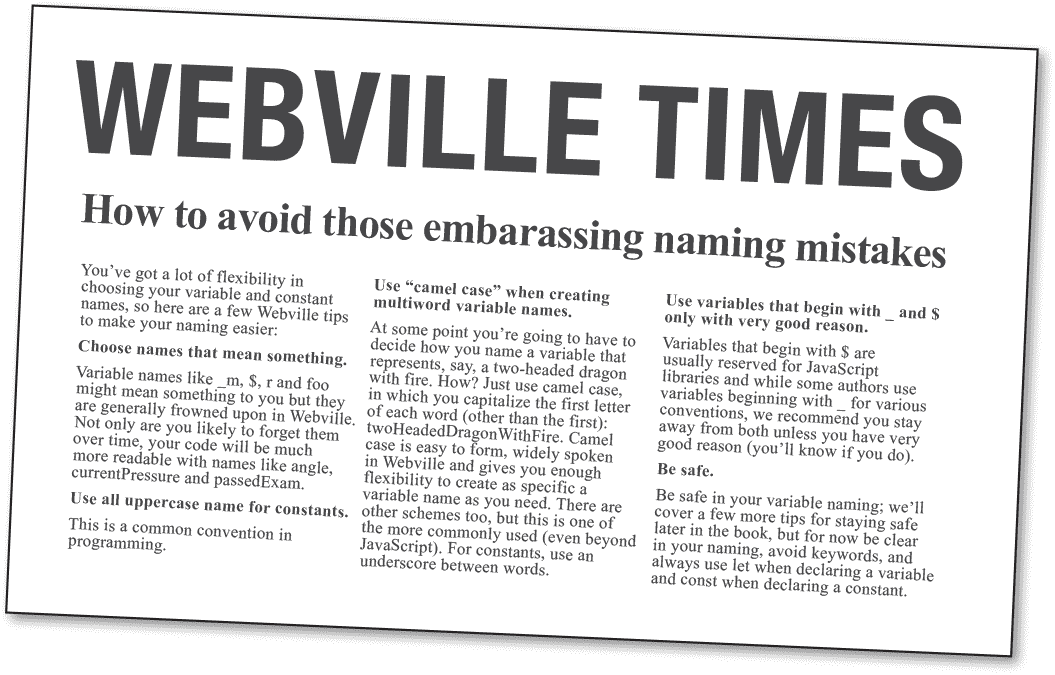 WEBVILLE TIMES
How to avoid those embarassing naming mistakes
You’ve got a lot of flexibility in
choosing your variable and constant
names, so here are a few Webville tips
to make your naming easier:
Choose names that mean something.
Variable names like _m, $, r and foo
might mean something to you but they
are generally frowned upon in Webville.
Not only are you likely to forget them
over time, your code will be much
more readable with names like angle,
currentPressure and passedExam.
Use all uppercase name for constants.
This is a common convention in
programming.
Use “camel case” when creating
multiword variable names.
At some point you’re going to have to
decide how you name a variable that
represents, say, a two-headed dragon
with fire. How? Just use camel case,
in which you capitalize the first letter
of each word (other than the first):
twoHeadedDragonWithFire. Camel
case is easy to form, widely spoken
in Webville and gives you enough
flexibility to create as specific a
variable name as you need. There are
other schemes too, but this is one of
the more commonly used (even beyond
JavaScript). For constants, use an
underscore between words.
Use variables that begin with _ and $
only with very good reason.
Variables that begin with $ are
usually reserved for JavaScript
libraries and while some authors use
variables beginning with _ for various
conventions, we recommend you stay
away from both unless you have very
good reason (you’ll know if you do).
Be safe.
Be safe in your variable naming; we’ll
cover a few more tips for staying safe
later in the book, but for now be clear
in your naming, avoid keywords, and
always use let when declaring a variable
and const when declaring a constant.